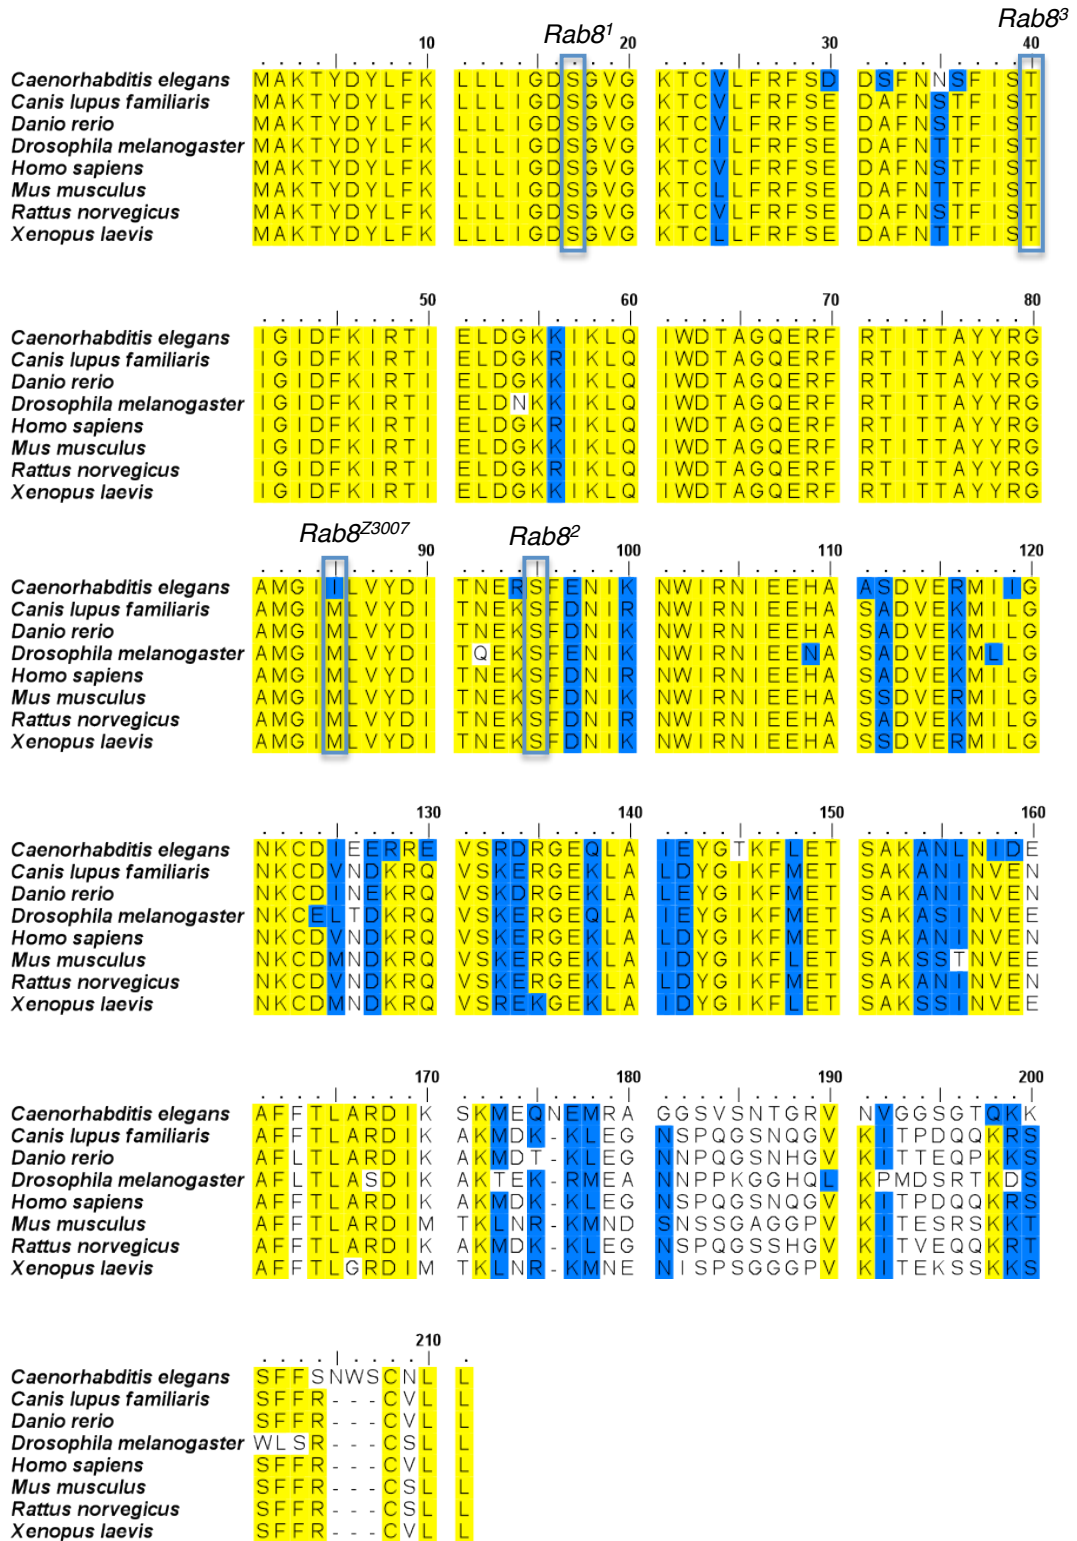 Rab8¹ Rab8³
10 20 30 40
Caenorhabditis elegans MAKTYDYLFK LLLIGDSGVG KTCVLFRFSD DSFNNSFIST
Canis lupus familiaris MAKTYDYLFK LLLIGDSGVG KTCVLFRFSE DAFNSTFIST
Danio rerio MAKTYDYLFK LLLIGDSGVG KTCVLFRFSE DAFNSTFIST
Drosophila melanogaster MAKTYDYLFK LLLIGDSGVG KTCILFRFSE DAFNTTFIST
Homo sapiens MAKTYDYLFK LLLIGDSGVG KTCVLFRFSE DAFNSTFIST
Mus musculus MAKTYDYLFK LLLIGDSGVG KTCLLFRFSE DAFNTTFIST
Rattus norvegicus MAKTYDYLFK LLLIGDSGVG KTCVLFRFSE DAFNSTFIST
Xenopus laevis MAKTYDYLFK LLLIGDSGVG KTCLLFRFSE DAFNTTFIST
50 60 70 80
Caenorhabditis elegans IGIDFKIRTI ELDGKKIKLQ IWDTAGQERF RTITTAYYRG
Canis lupus familiaris IGIDFKIRTI ELDGKRIKLQ IWDTAGQERF RTITTAYYRG
Danio rerio IGIDFKIRTI ELDGKKIKLQ IWDTAGQERF RTITTAYYRG
Drosophila melanogaster IGIDFKIRTI ELDNKKIKLQ IWDTAGQERF RTITTAYYRG
Homo sapiens IGIDFKIRTI ELDGKRIKLQ IWDTAGQERF RTITTAYYRG
Mus musculus IGIDFKIRTI ELDGKKIKLQ IWDTAGQERF RTITTAYYRG
Rattus norvegicus IGIDFKIRTI ELDGKRIKLQ IWDTAGQERF RTITTAYYRG
Xenopus laevis IGIDFKIRTI ELDGKKIKLQ IWDTAGQERF RTITTAYYRG
Rab8^Z3007 Rab8²
90 100 110 120
Caenorhabditis elegans AMGIILVYDI TNERSFENIK NWIRNIEEHA ASDVERMIIG
Canis lupus familiaris AMGIMLVYDI TNEKSFDNIR NWIRNIEEHA SADVEKMILG
Danio rerio AMGIMLVYDI TNEKSFDNIK NWIRNIEEHA SADVEKMILG
Drosophila melanogaster AMGIMLVYDI TQEKSFENIK NWIRNIEENA SADVEKMLLG
Homo sapiens AMGIMLVYDI TNEKSFDNIR NWIRNIEEHA SADVEKMILG
Mus musculus AMGIMLVYDI TNEKSFDNIR NWIRNIEEHA SADVERMILG
Rattus norvegicus AMGIMLVYDI TNEKSFDNIR NWIRNIEEHA SADVEKMILG
Xenopus laevis AMGIMLVYDI TNEKSFDNIK NWIRNIEEHA SSDVERMILG
130 140 150 160
Caenorhabditis elegans NKCDIEERRE VSRDRGEQLA IEYGTKFLET SAKANLNIDE
Canis lupus familiaris NKCDVNDKRQ VSKERGEKLA LDYGIKFMET SAKANINVEN
Danio rerio NKCDINEKRQ VSKERGEKLA LEYGIKFMET SAKANINVEN
Drosophila melanogaster NKCELTDKRQ VSKERGEQLA IEYGIKFMET SAKASINVEE
Homo sapiens NKCDVNDKRQ VSKERGEKLA LDYGIKFMET SAKANINVEN
Mus musculus NKCDMNDKRQ VSKERGEKLA IDYGIKFLET SAKSSTNVEE
Rattus norvegicus NKCDVNDKRQ VSKERGEKLA LDYGIKFMET SAKANINVEN
Xenopus laevis NKCDMNDKRQ VSREKGEKLA IDYGIKFLET SAKSSINVEE
170 180 190 200
Caenorhabditis elegans AFFTLARDIK SKMEQNEMRA GGSVSNTGRV NVGGSGTQKK
Canis lupus familiaris AFFTLARDIK AKMDK-KLEG NSPQGSNQGV KITPDQQKRS
Danio rerio AFLTLARDIK AKMDT-KLEG NNPQGSNHGV KITTEQPKKS
Drosophila melanogaster AFLTLASDIK AKTEK-RMEA NNPPKGGHQL KPMDSRTKDS
Homo sapiens AFFTLARDIK AKMDK-KLEG NSPQGSNQGV KITPDQQKRS
Mus musculus AFFTLARDIM TKLNR-KMND SNSSGAGGPV KITESRSKKT
Rattus norvegicus AFFTLARDIK AKMDK-KLEG NSPQGSSHGV KITVEQQKRT
Xenopus laevis AFFTLGRDIM TKLNR-KMNE NISPSGGGPV KITEKSSKKS
210
Caenorhabditis elegans SFFSNWSCNL L
Canis lupus familiaris SFFR---CVL L
Danio rerio SFFR---CVL L
Drosophila melanogaster WLSR---CSL L
Homo sapiens SFFR---CVL L
Mus musculus SFFR---CSL L
Rattus norvegicus SFFR---CSL L
Xenopus laevis SFFR---CVL L